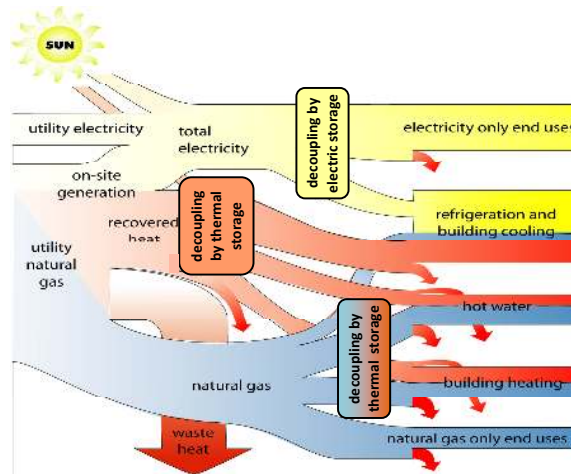 SUN
utility electricity
total
electricity
decoupling by
electric storage
electricity only end uses
on-site
generation
recovered
heat
decoupling
by thermal
storage
refrigeration and
building cooling
utility
natural
gas
hot water
decoupling by
thermal storage
natural gas
building heating
waste
heat
natural gas only end uses